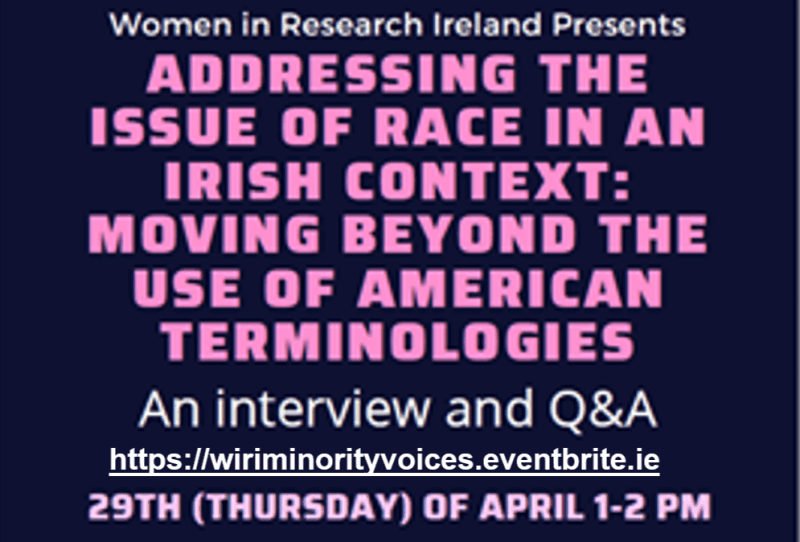 Women in Research Ireland Presents
ADDRESSING THE
ISSUE OF RACE IN AN
IRISH CONTEXT:
MOVING BEYOND THE
USE OF AMERICAN
TERMINOLOGIES
An interview and Q&A
https://wiriminorityvoices.eventbrite.ie
29TH (THURSDAY) OF APRIL 1-2 PM